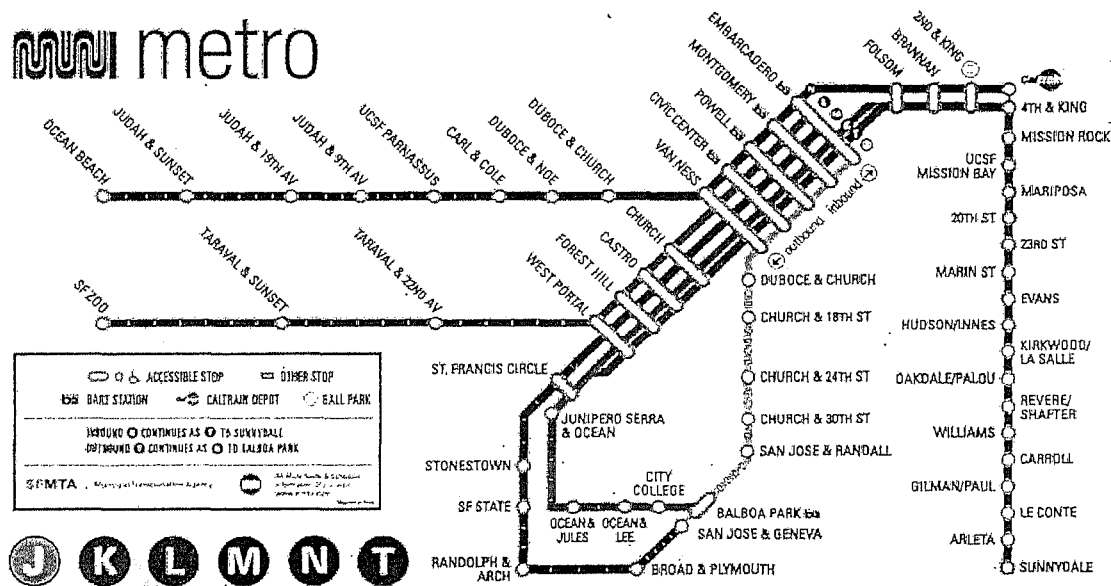 muni metro
OCEAN BEACH
JUDAH & SUNSET
JUDAH & 19TH AV
JUDAH & 9TH AV
UCSF PARNASSUS
CARL & COLE
DUBOCE & NOE
DUBOCE & CHURCH
VAN NESS
CIVIC CENTER
POWELL
MONTGOMERY
EMBARCADERO
FOLSOM
BRANNAN
2ND & KING
Cal
4TH & KING
MISSION ROCK
UCSF
MISSION BAY
MARIPOSA
20TH ST
23RD ST
MARIN ST
EVANS
HUDSON/INNES
KIRKWOOD/
LA SALLE
OAKDALE/PALOU
REVERE/
SHAFTER
WILLIAMS
CARROLL
GILMAN/PAUL
LE CONTE
ARLETA
SUNNYDALE
inbound
outbound
SF ZOO
TARAVAL & SUNSET
TARAVAL & 22ND AV
WEST PORTAL
FOREST HILL
CASTRO
CHURCH
DUBOCE & CHURCH
CHURCH & 18TH ST
CHURCH & 24TH ST
CHURCH & 30TH ST
SAN JOSE & RANDALL
ST. FRANCIS CIRCLE
JUNIPERO SERRA
& OCEAN
STONESTOWN
SF STATE
RANDOLPH &
ARCH
OCEAN &
JULES
OCEAN &
LEE
CITY
COLLEGE
BALBOA PARK
SAN JOSE & GENEVA
BROAD & PLYMOUTH
ACCESSIBLE STOP
OTHER STOP
BART STATION
CALTRAIN DEPOT
BALL PARK
INBOUND K CONTINUES AS T TO SUNNYDALE
OUTBOUND T CONTINUES AS K TO BALBOA PARK
SFMTA Municipal Transportation Agency
J K L M N T